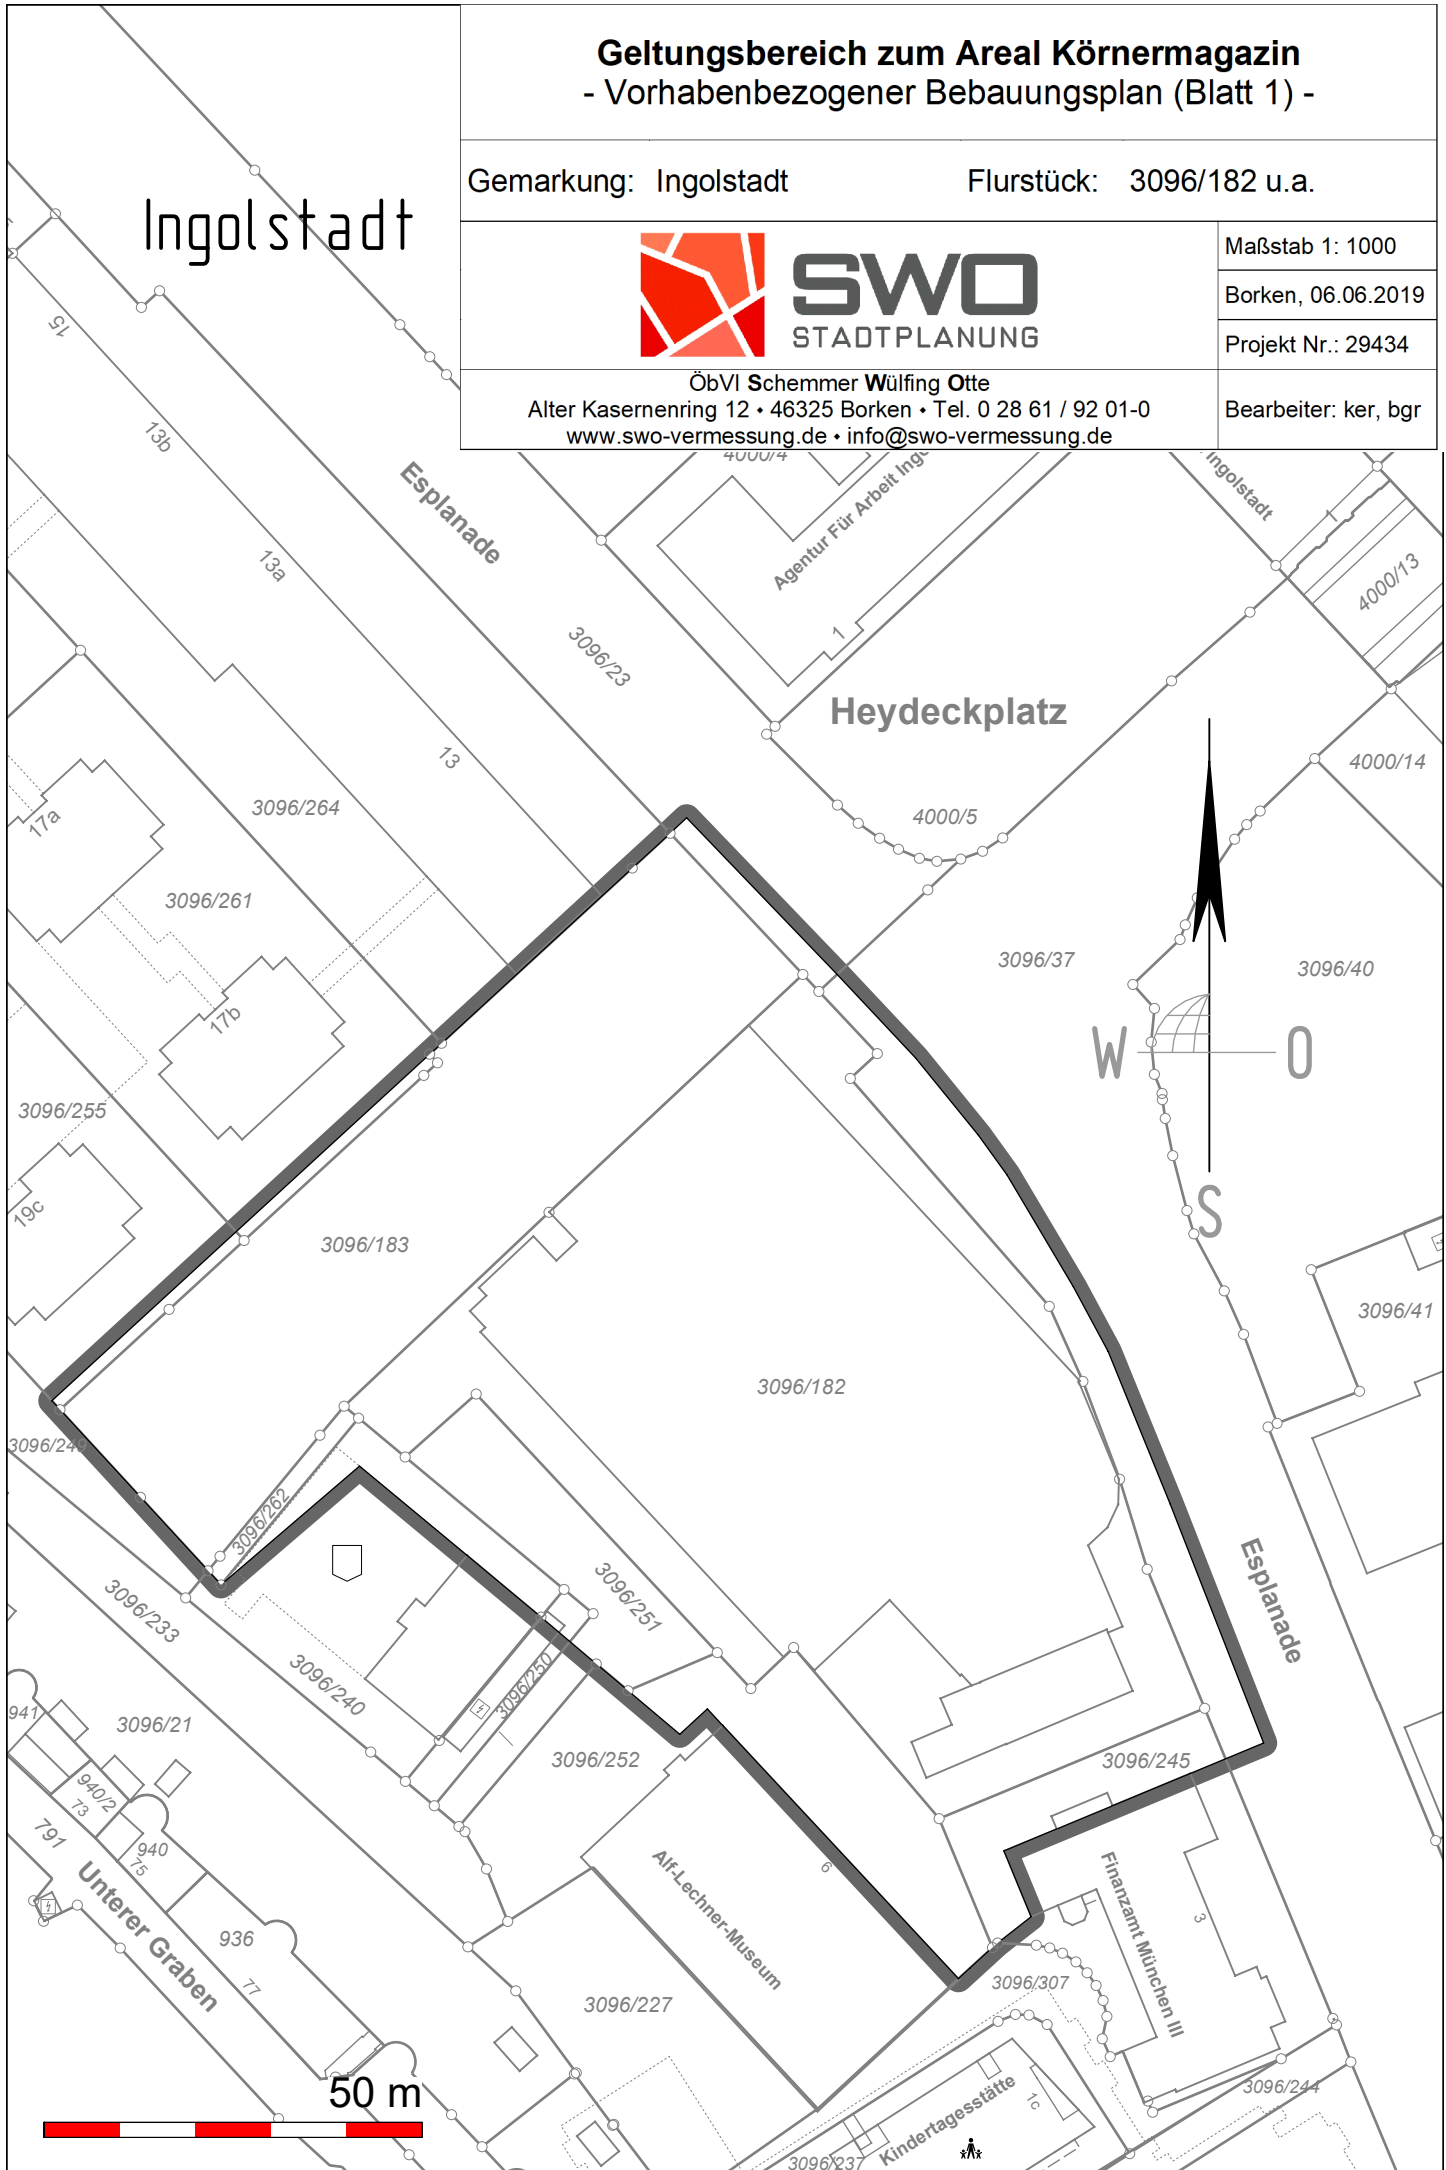 Geltungsbereich zum Areal Körnermagazin
- Vorhabenbezogener Bebauungsplan (Blatt 1) -
Gemarkung: Ingolstadt Flurstück: 3096/182 u.a.
SWO
STADTPLANUNG
Maßstab 1: 1000
Borken, 06.06.2019
Projekt Nr.: 29434
ÖbVI Schemmer Wülfing Otte
Alter Kasernenring 12 • 46325 Borken • Tel. 0 28 61 / 92 01-0
www.swo-vermessung.de • info@swo-vermessung.de
Bearbeiter: ker, bgr
Ingolstadt
15
13b
13a
13
Esplanade
4000/4
Agentur Für Arbeit Ingo
1
Ingolstadt
1
4000/13
3096/23
Heydeckplatz
4000/14
4000/5
3096/264
17a
3096/261
17b
3096/37
3096/40
W
O
S
3096/255
19c
3096/183
3096/41
3096/182
3096/249
3096/262
3096/233
3096/251
Esplanade
3096/240
3096/250
941
3096/21
3096/252
3096/245
940/2
73
791
940
75
Unterer Graben
936
77
Alf-Lechner-Museum
6
Finanzamt München III
3
3096/307
3096/227
50 m
3096/244
Kindertagesstätte
1c
3096/237